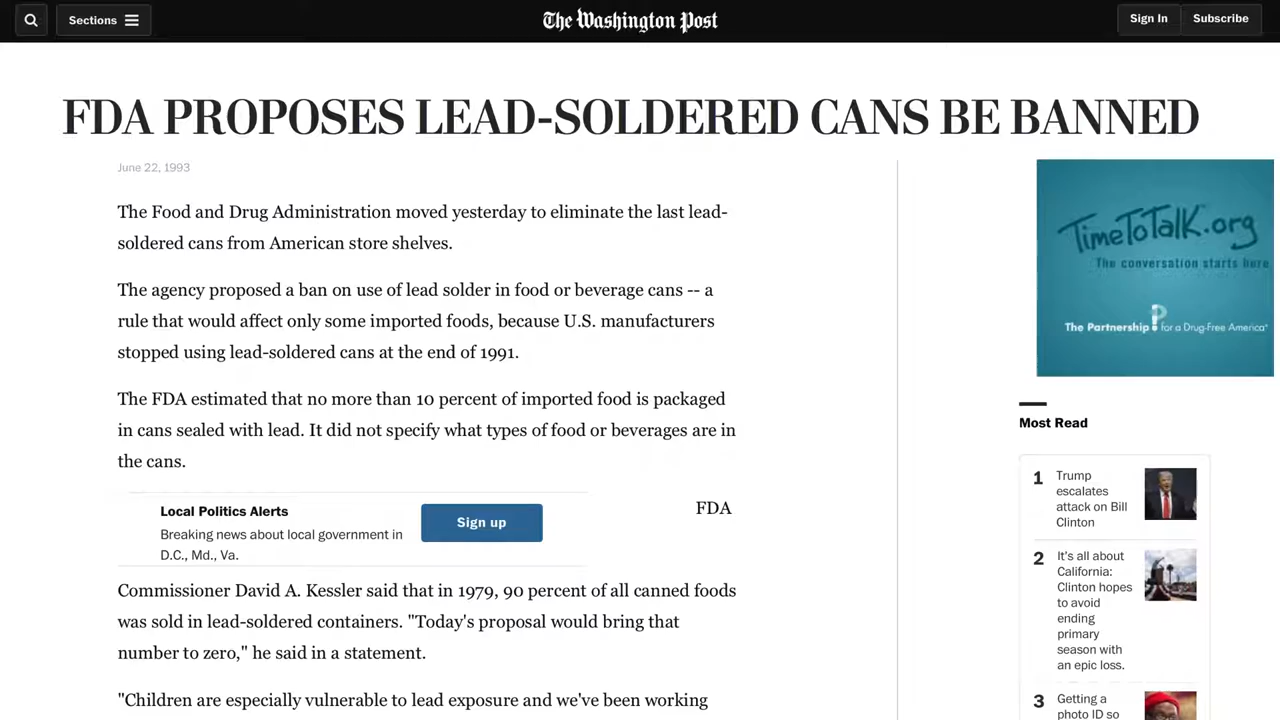 Sections
The Washington Post
Sign In
Subscribe
FDA PROPOSES LEAD-SOLDERED CANS BE BANNED
June 22, 1993
The Food and Drug Administration moved yesterday to eliminate the last lead-
soldered cans from American store shelves.
The agency proposed a ban on use of lead solder in food or beverage cans -- a
rule that would affect only some imported foods, because U.S. manufacturers
stopped using lead-soldered cans at the end of 1991.
The FDA estimated that no more than 10 percent of imported food is packaged
in cans sealed with lead. It did not specify what types of food or beverages are in
the cans.
Local Politics Alerts
Breaking news about local government in
D.C., Md., Va.
Sign up
FDA
Commissioner David A. Kessler said that in 1979, 90 percent of all canned foods
was sold in lead-soldered containers. "Today's proposal would bring that
number to zero," he said in a statement.
"Children are especially vulnerable to lead exposure and we've been working
TimeToTalk.org
The conversation starts here
The Partnership for a Drug-Free America®
Most Read
1
Trump
escalates
attack on Bill
Clinton
2
It's all about
California:
Clinton hopes
to avoid
ending
primary
season with
an epic loss.
3
Getting a
photo ID so